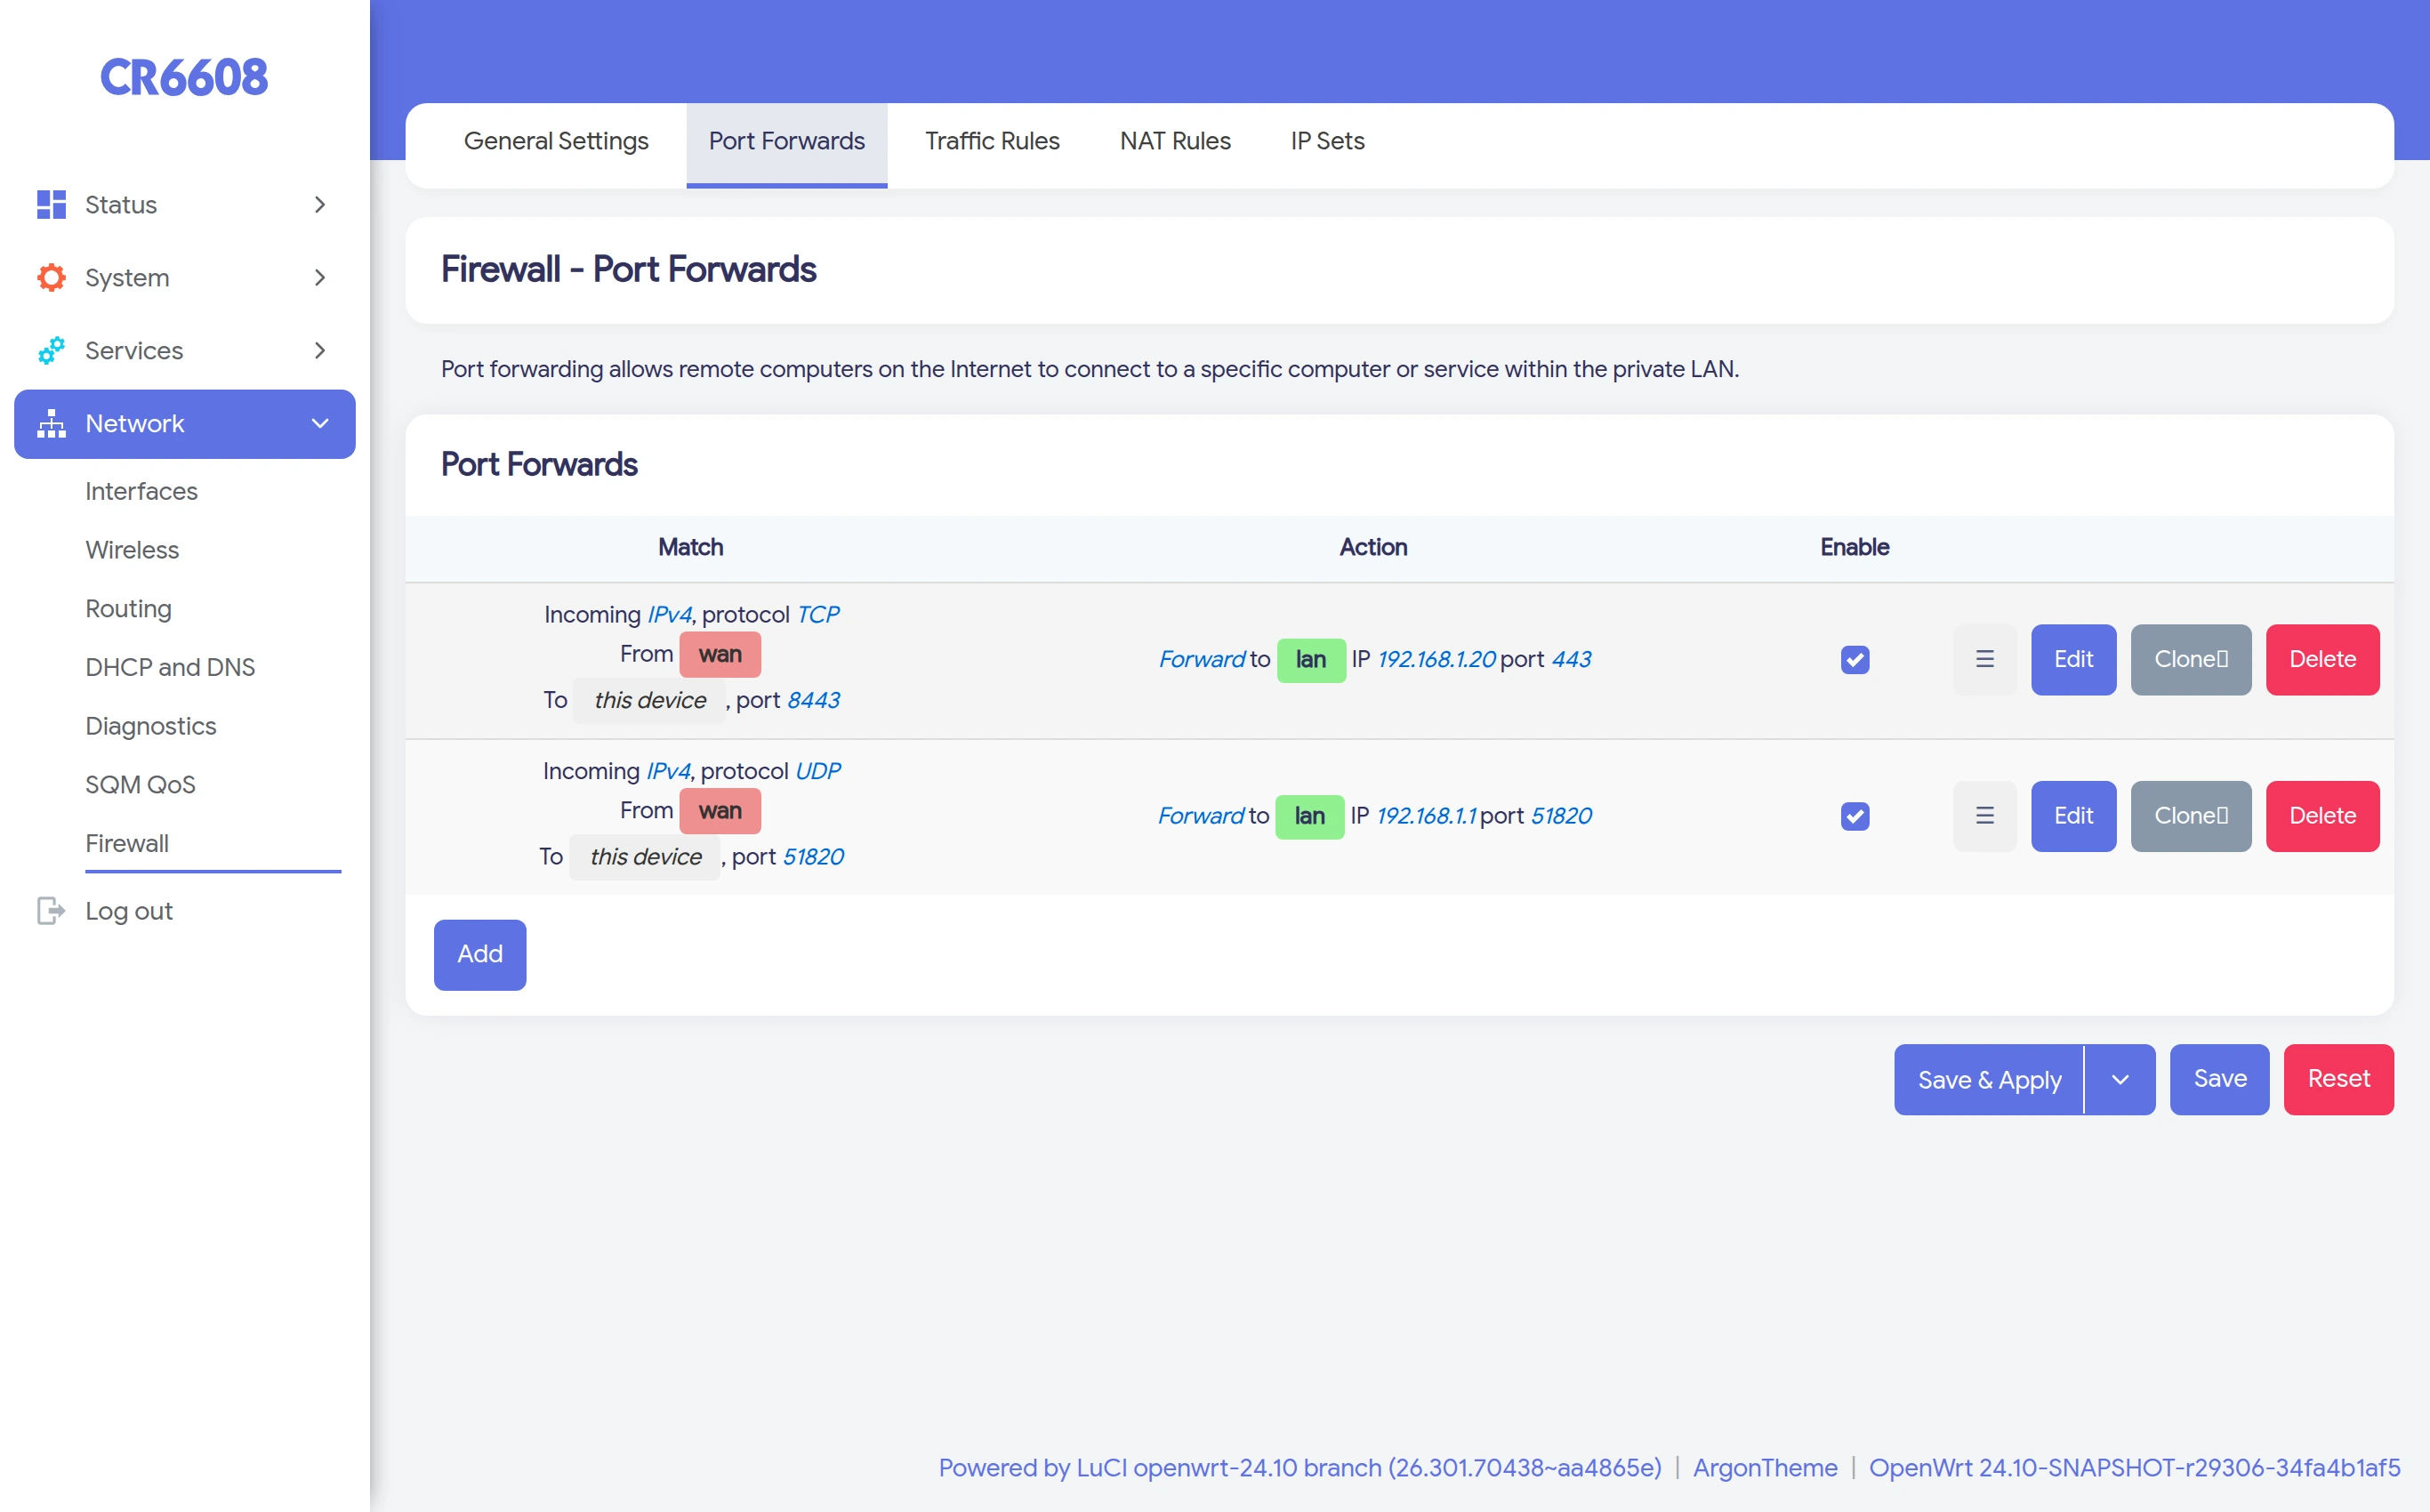 CR6608
Status
System
Services
Network
Interfaces
Wireless
Routing
DHCP and DNS
Diagnostics
SQM QoS
Firewall
Log out
General Settings Port Forwards Traffic Rules NAT Rules IP Sets
Firewall - Port Forwards
Port forwarding allows remote computers on the Internet to connect to a specific computer or service within the private LAN.
Port Forwards
Match Action Enable
Incoming IPv4, protocol TCP
From wan
To this device, port 8443
Forward to lan IP 192.168.1.20 port 443
Edit Clone Delete
Incoming IPv4, protocol UDP
From wan
To this device, port 51820
Forward to lan IP 192.168.1.1 port 51820
Edit Clone Delete
Add
Save & Apply Save Reset
Powered by LuCI openwrt-24.10 branch (26.301.70438~aa4865e) | ArgonTheme | OpenWrt 24.10-SNAPSHOT-r29306-34fa4b1af5